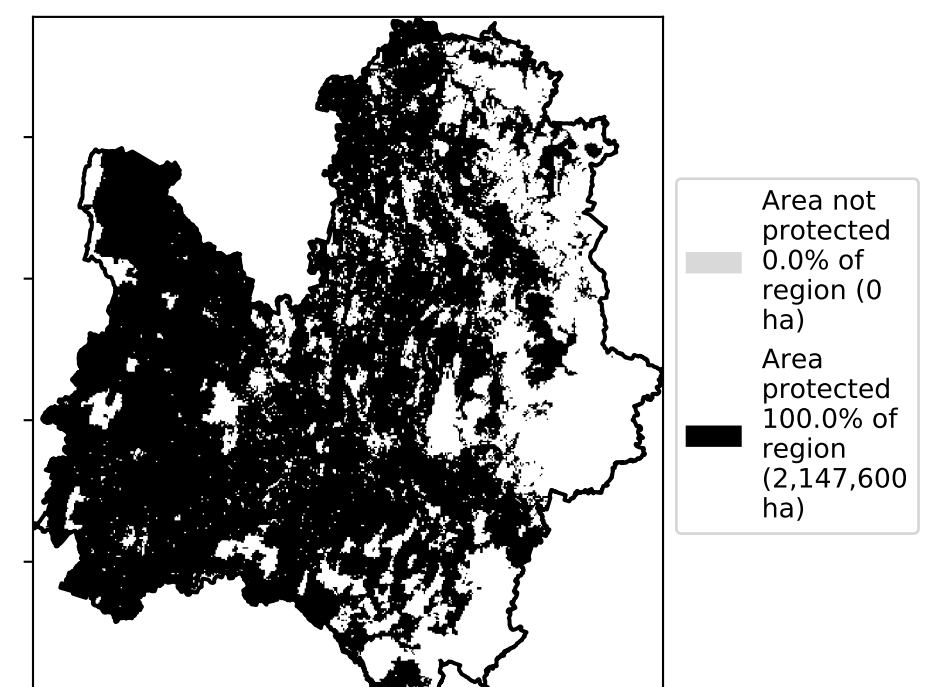 Area not
protected
0.0% of
region (0
ha)
Area
protected
100.0% of
region
(2,147,600
ha)